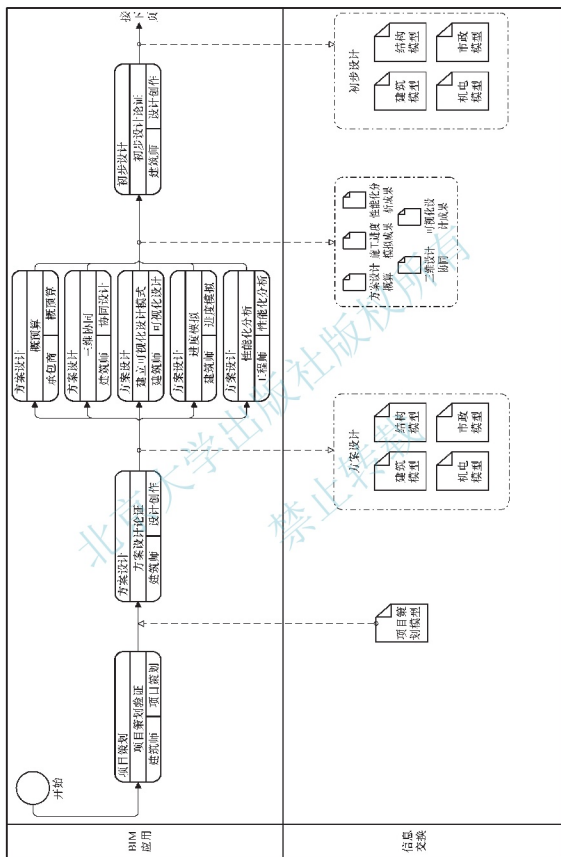 BIM
应用
开始
项目策划
项目策划验证
建筑师
项目策划
方案设计
方案设计论证
建筑师
设计创作
方案设计
概预算
承包商
概预算
方案设计
三维协同
建筑师
协同设计
方案设计
建立可视化设计模式
建筑师
可视化设计
方案设计
进度模拟
建筑师
进度模拟
方案设计
性能化分析
工程师
性能化分析
初步设计
初步设计论证
建筑师
设计创作
接下页
信息
交换
项目策
划模型
方案设计
建筑
模型
结构
模型
机电
模型
市政
模型
方案设计
概算
施工进度
模拟成果
性能化分
析成果
三维设计
协同
可视化设
计成果
初步设计
建筑
模型
结构
模型
机电
模型
市政
模型
北京大学出版社版权所有
禁止转载